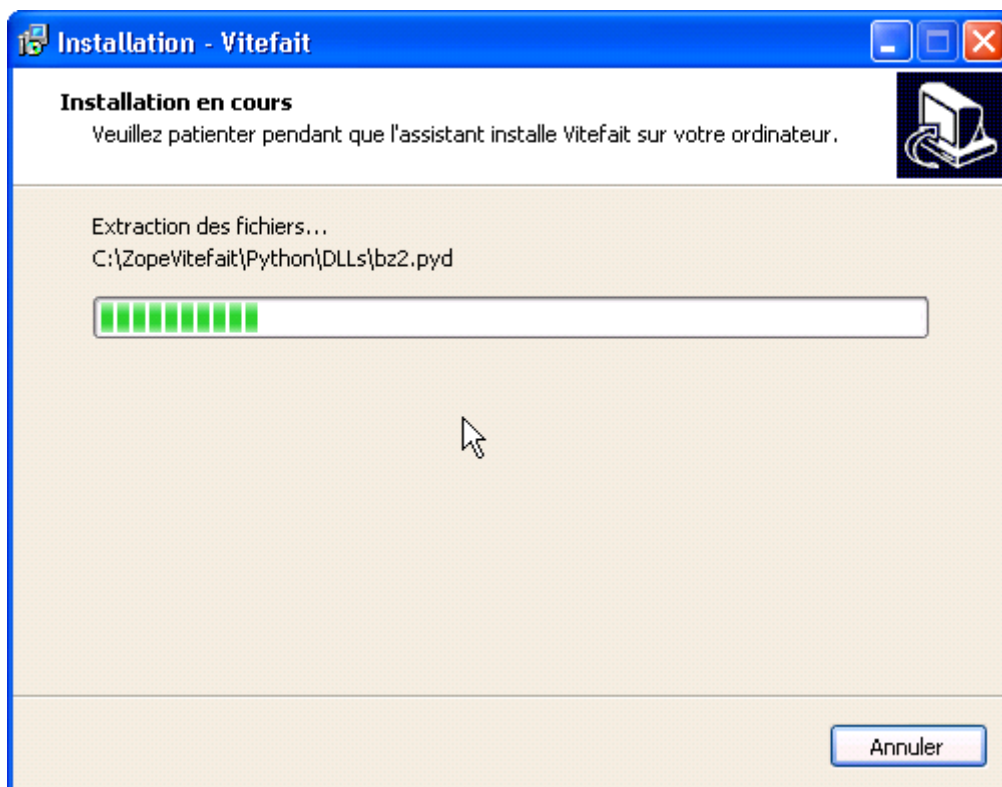 Installation - Vitefait
Installation en cours
Veuillez patienter pendant que l'assistant installe Vitefait sur votre ordinateur.
Extraction des fichiers...
C:\ZopeVitefait\Python\DLLs\bz2.pyd
Annuler